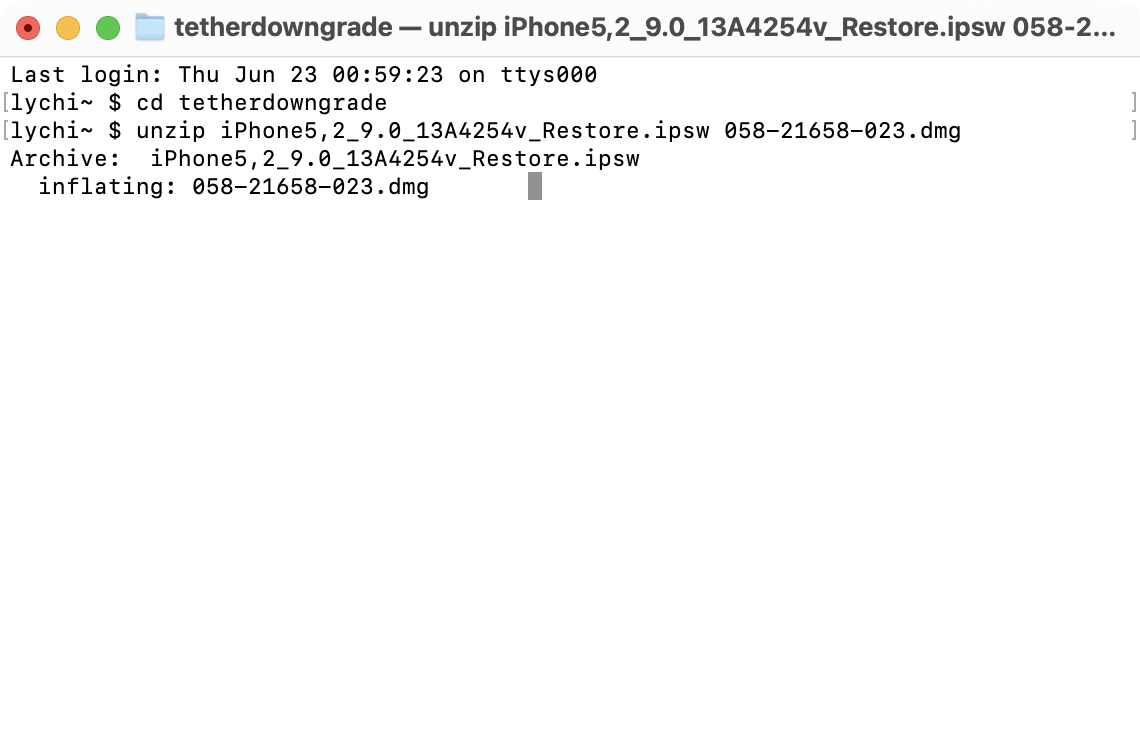 tetherdowngrade — unzip iPhone5,2_9.0_13A4254v_Restore.ipsw 058-2...
Last login: Thu Jun 23 00:59:23 on ttys000
[lychi~ $ cd tetherdowngrade ]
[lychi~ $ unzip iPhone5,2_9.0_13A4254v_Restore.ipsw 058-21658-023.dmg ]
Archive:  iPhone5,2_9.0_13A4254v_Restore.ipsw
  inflating: 058-21658-023.dmg